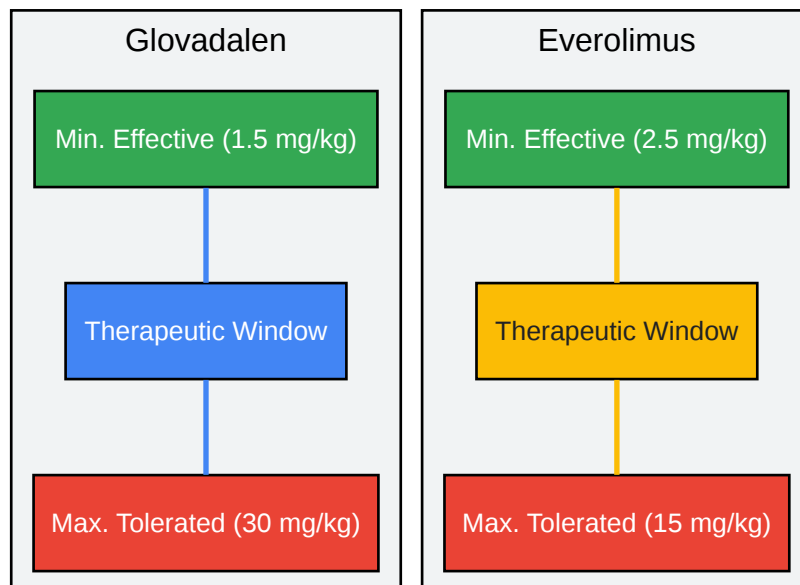 Glovadalen
Min. Effective (1.5 mg/kg)
Therapeutic Window
Max. Tolerated (30 mg/kg)
Everolimus
Min. Effective (2.5 mg/kg)
Therapeutic Window
Max. Tolerated (15 mg/kg)